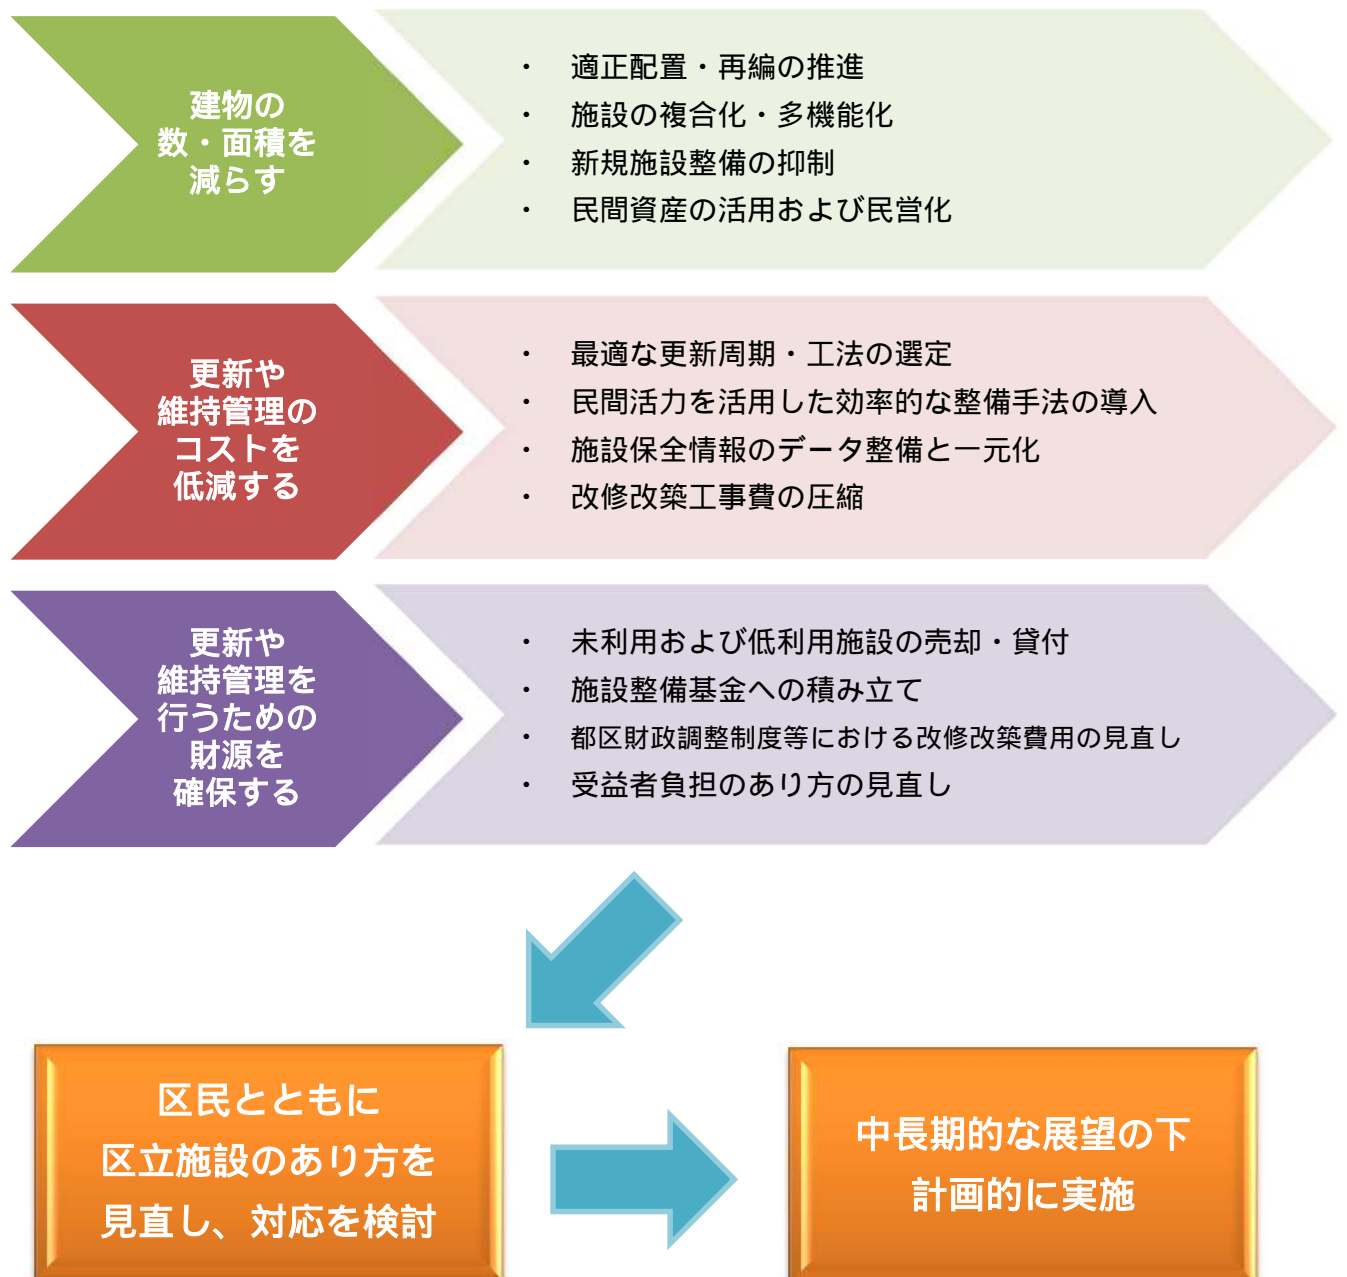 建物の
数・面積を
減らす
・ 適正配置・再編の推進
・ 施設の複合化・多機能化
・ 新規施設整備の抑制
・ 民間資産の活用および民営化
更新や
維持管理の
コストを
低減する
・ 最適な更新周期・工法の選定
・ 民間活力を活用した効率的な整備手法の導入
・ 施設保全情報のデータ整備と一元化
・ 改修改築工事費の圧縮
更新や
維持管理を
行うための
財源を
確保する
・ 未利用および低利用施設の売却・貸付
・ 施設整備基金への積み立て
・ 都区財政調整制度等における改修改築費用の見直し
・ 受益者負担のあり方の見直し
区民とともに
区立施設のあり方を
見直し、対応を検討
中長期的な展望の下
計画的に実施